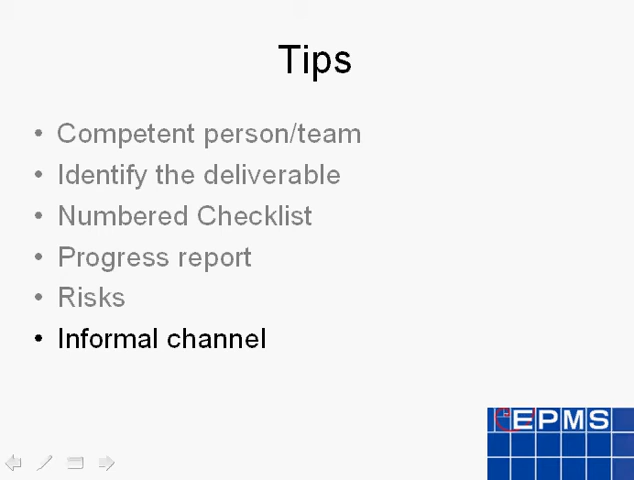 Tips
• Competent person/team
• Identify the deliverable
• Numbered Checklist
• Progress report
• Risks
• Informal channel
EPMS